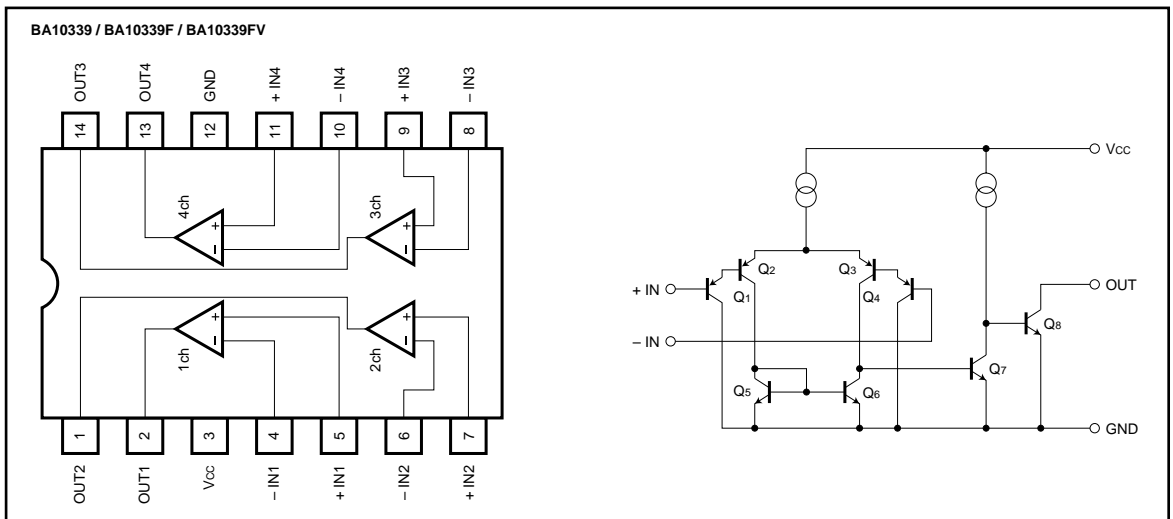 BA10339 / BA10339F / BA10339FV
OUT3
OUT4
GND
+ IN4
– IN4
+ IN3
– IN3
14
13
12
11
10
9
8
4ch
+
–
3ch
+
–
1ch
+
–
2ch
+
–
1
2
3
4
5
6
7
OUT2
OUT1
VCC
– IN1
+ IN1
– IN2
+ IN2
VCC
Q2
Q3
+ IN
Q1
Q4
OUT
Q8
– IN
Q7
Q5
Q6
GND